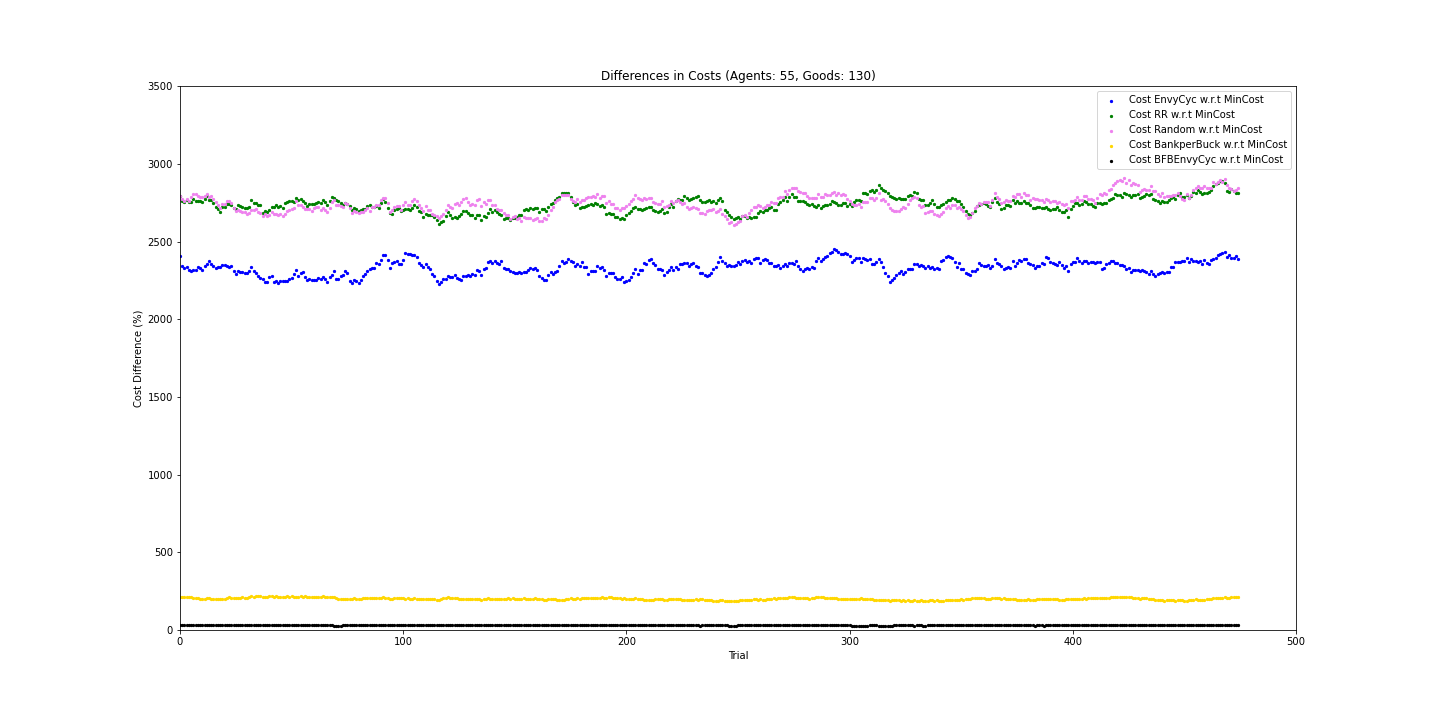 Differences in Costs (Agents: 55, Goods: 130)
3500
3000
2500
2000
1500
1000
500
0
Cost Difference (%)
Cost EnvyCyc w.r.t MinCost
Cost RR w.r.t MinCost
Cost Random w.r.t MinCost
Cost BankperBuck w.r.t MinCost
Cost BFBEnvyCyc w.r.t MinCost
0 100 200 300 400 500
Trial